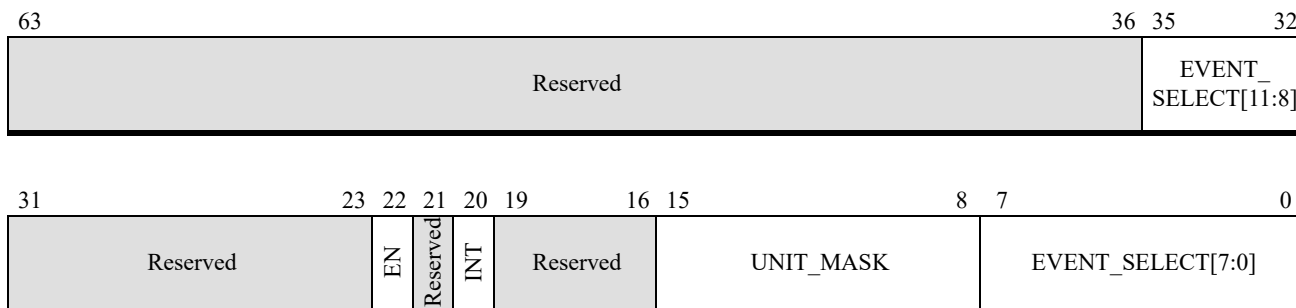 63 36 35 32
Reserved EVENT_
SELECT[11:8]
31 23 22 21 20 19 16 15 8 7 0
Reserved EN Reserved INT Reserved UNIT_MASK EVENT_SELECT[7:0]